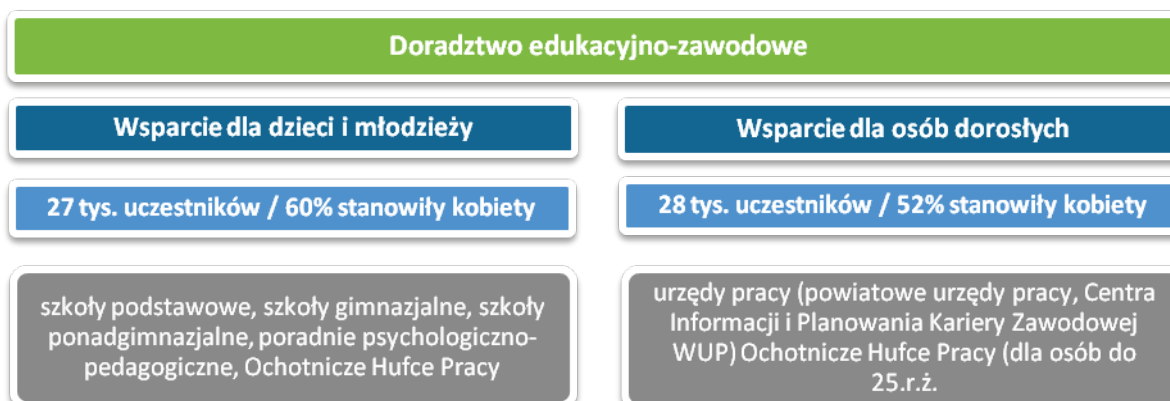 Doradztwo edukacyjno-zawodowe
Wsparcie dla dzieci i młodzieży
27 tys. uczestników / 60% stanowiły kobiety
szkoły podstawowe, szkoły gimnazjalne, szkoły
ponadgimnazjalne, poradnie psychologiczno-
pedagogiczne, Ochotnicze Hufce Pracy
Wsparcie dla osób dorosłych
28 tys. uczestników / 52% stanowiły kobiety
urzędy pracy (powiatowe urzędy pracy, Centra
Informacji i Planowania Kariery Zawodowej
WUP) Ochotnicze Hufce Pracy (dla osób do
25.r.ż.